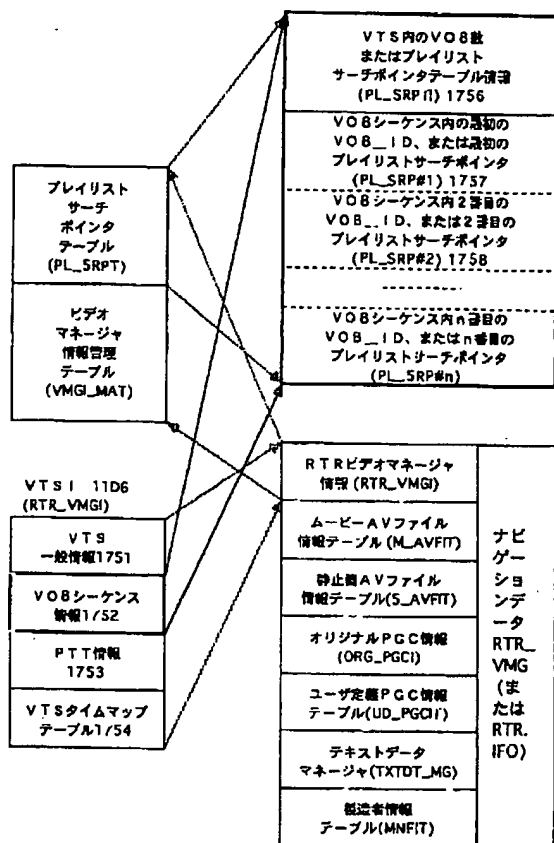 VTS内のVOB数
またはプレイリスト
サーチポインタテーブル情報
(PL_SRPI) 1756
VOBシーケンス内の最初の
VOB_ID、または最初の
プレイリストサーチポインタ
(PL_SRP#1) 1757
VOBシーケンス内2番目の
VOB_ID、または2番目の
プレイリストサーチポインタ
(PL_SRP#2) 1758
VOBシーケンス内n番目の
VOB_ID、またはn番目の
プレイリストサーチポインタ
(PL_SRP#n)
プレイリスト
サーチ
ポインタ
テーブル
(PL_SRPT)
ビデオ
マネージャ
情報管理
テーブル
(VMGI_MAT)
VTSI 11D6
(RTR_VMGI)
VTS
一般情報1751
VOBシーケンス
情報1752
PTT情報
1753
VTSタイムマップ
テーブル1754
RTRビデオマネージャ
情報(RTR_VMGI)
ムービーAVファイル
情報テーブル(M_AVFIT)
静止画AVファイル
情報テーブル(S_AVFIT)
オリジナルPGC情報
(ORG_PGCI)
ユーザ定義PGC情報
テーブル(UD_PGCIT)
テキストデータ
マネージャ(TXTDT_MG)
製造者情報
テーブル(MNFIT)
ナビ
ゲー
ショ
ンデ
ータ
RTR_
VMG
(ま
たは
RTR.
IFO)